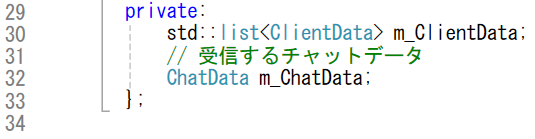 29 private:
30 std::list<ClientData> m_ClientData;
31 // 受信するチャットデータ
32 ChatData m_ChatData;
33 };
34